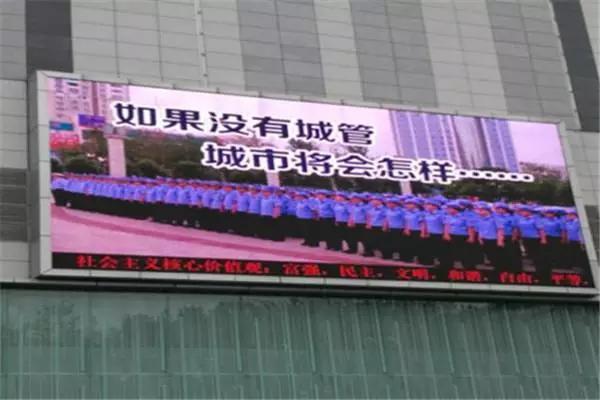 如果没有城管
城市将会怎样……
社会主义核心价值观：富强，民主，文明，和谐，自由，平等，